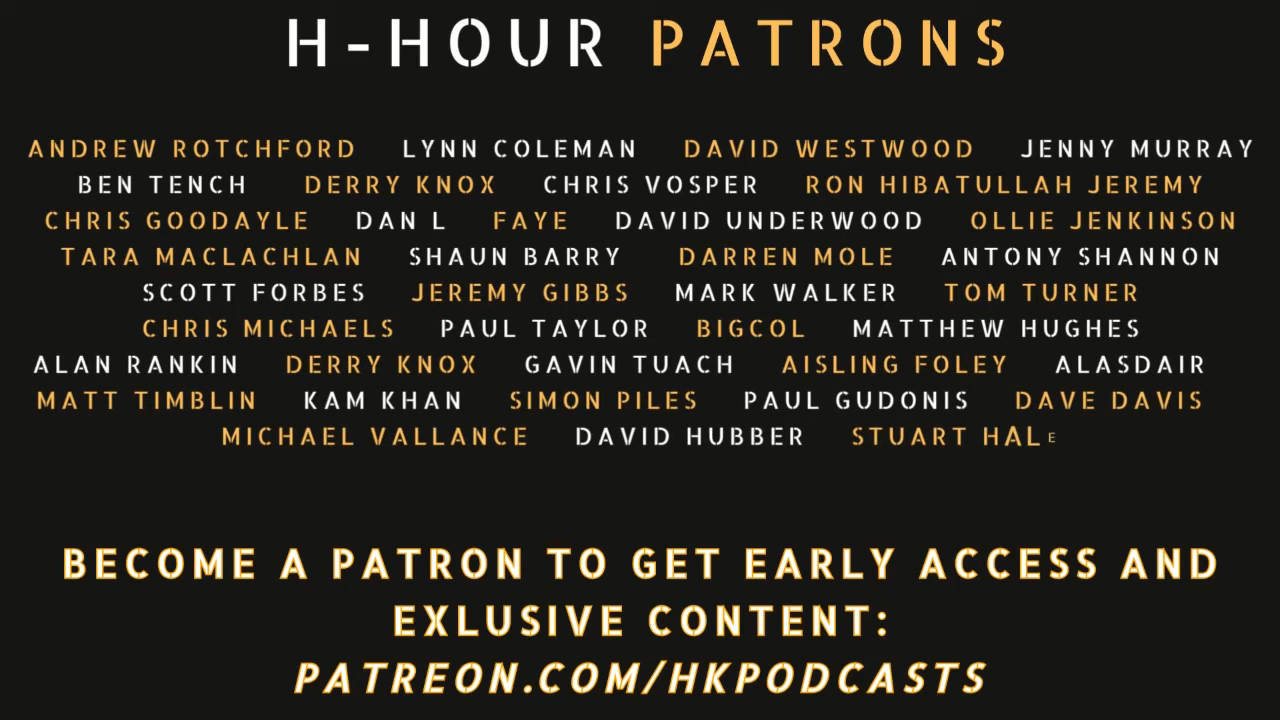 H-HOUR PATRONS
ANDREW ROTCHFORD LYNN COLEMAN DAVID WESTWOOD JENNY MURRAY
BEN TENCH DERRY KNOX CHRIS VOSPER RON HIBATULLAH JEREMY
CHRIS GOODAYLE DAN L FAYE DAVID UNDERWOOD OLLIE JENKINSON
TARA MACLACHLAN SHAUN BARRY DARREN MOLE ANTONY SHANNON
SCOTT FORBES JEREMY GIBBS MARK WALKER TOM TURNER
CHRIS MICHAELS PAUL TAYLOR BIGCOL MATTHEW HUGHES
ALAN RANKIN DERRY KNOX GAVIN TUACH AISLING FOLEY ALASDAIR
MATT TIMBLIN KAM KHAN SIMON PILES PAUL GUDONIS DAVE DAVIS
MICHAEL VALLANCE DAVID HUBBER STUART HALE
BECOME A PATRON TO GET EARLY ACCESS AND
EXLUSIVE CONTENT:
PATREON.COM/HKPODCASTS